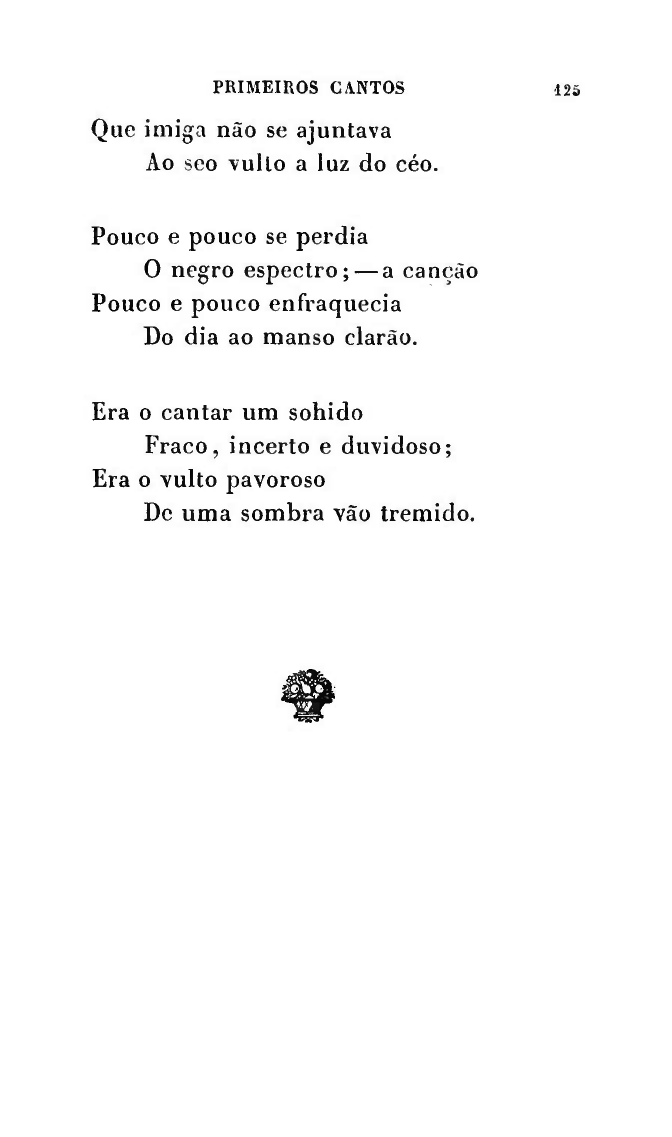 PRIMEIROS CANTOS 125
Que imiga não se ajuntava
Ao seo vulto a luz do céo.
Pouco e pouco se perdia
O negro espectro;—a canção
Pouco e pouco enfraquecia
Do dia ao manso clarão.
Era o cantar um sohido
Fraco, incerto e duvidoso;
Era o vulto pavoroso
De uma sombra vão tremido.